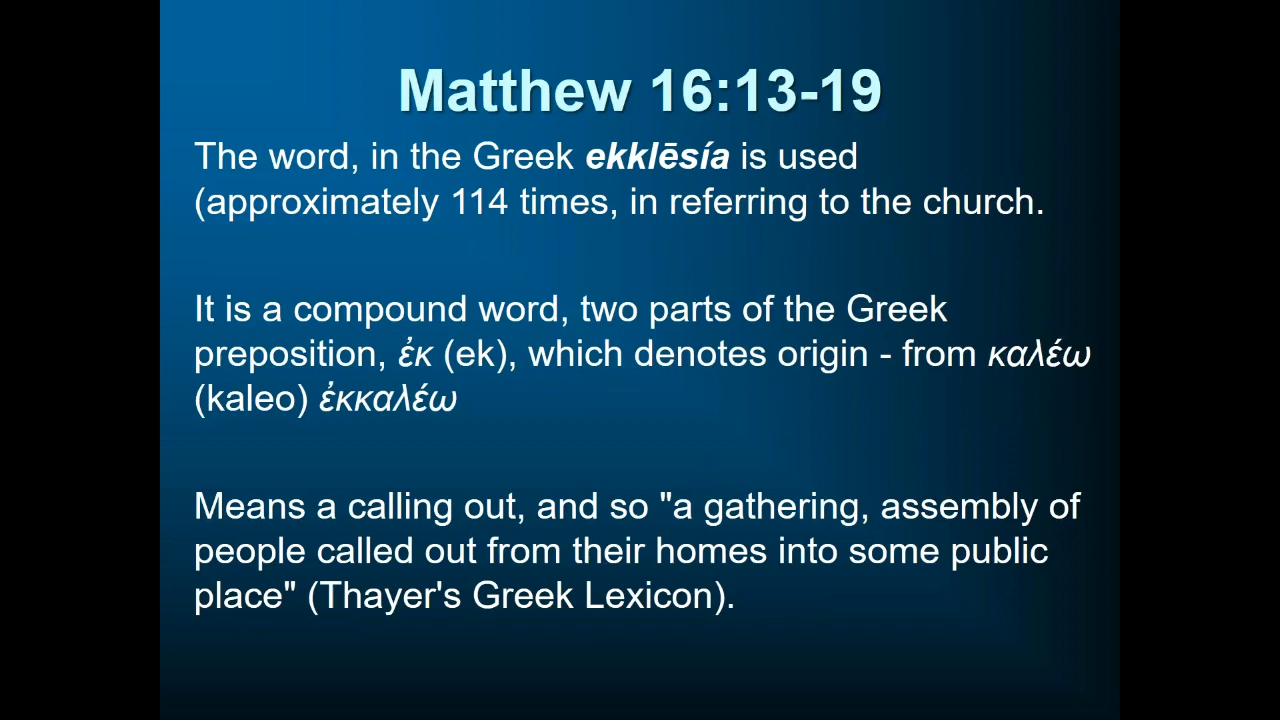 Matthew 16:13-19
The word, in the Greek ekklēsía is used
(approximately 114 times, in referring to the church.
It is a compound word, two parts of the Greek
preposition, ἐκ (ek), which denotes origin - from καλέω
(kaleo) ἐκκαλέω
Means a calling out, and so "a gathering, assembly of
people called out from their homes into some public
place" (Thayer's Greek Lexicon).